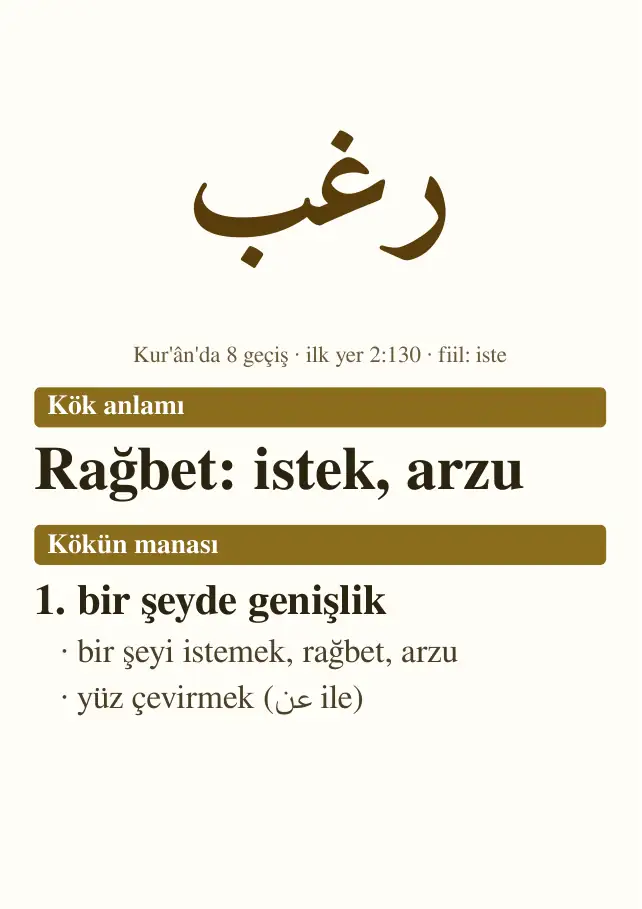 رغب
Kur'ân'da 8 geçiş · ilk yer 2:130 · fiil: iste
Kök anlamı
Rağbet: istek, arzu
Kökün manası
1. bir şeyde genişlik
· bir şeyi istemek, rağbet, arzu
· yüz çevirmek (عن ile)